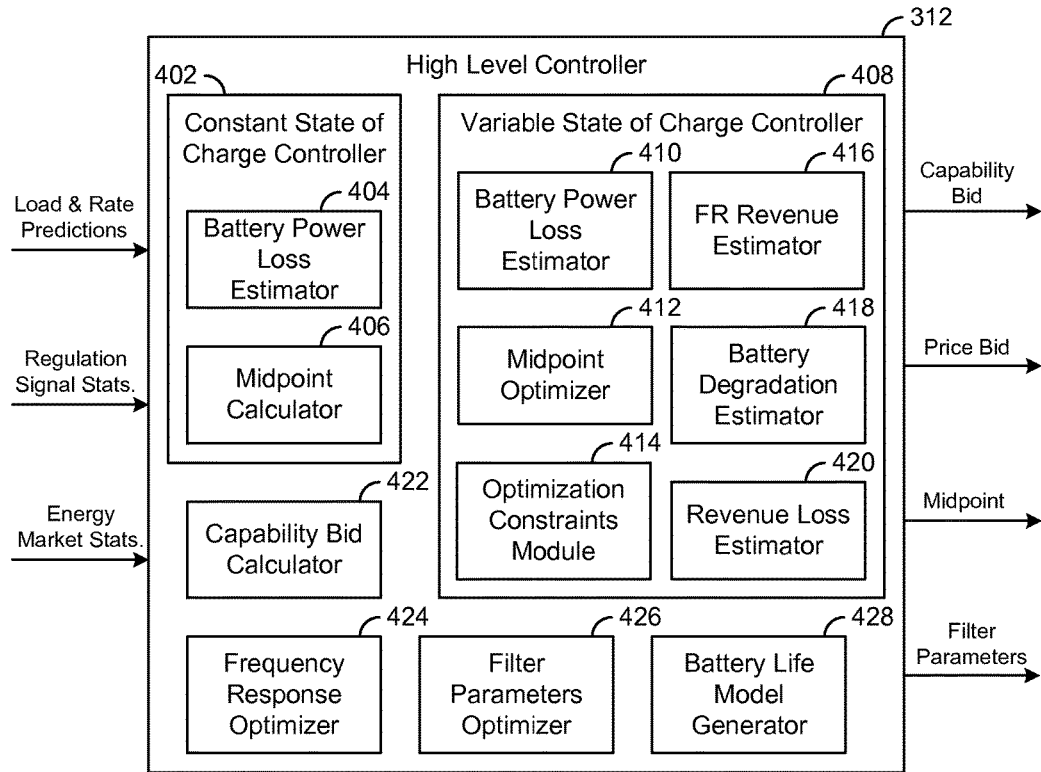 312
High Level Controller
402
Constant State of
Charge Controller
404
Battery Power
Loss
Estimator
406
Midpoint
Calculator
408
Variable State of Charge Controller
410
Battery Power
Loss
Estimator
416
FR Revenue
Estimator
412
Midpoint
Optimizer
418
Battery
Degradation
Estimator
414
Optimization
Constraints
Module
420
Revenue Loss
Estimator
422
Capability Bid
Calculator
424
Frequency
Response
Optimizer
426
Filter
Parameters
Optimizer
428
Battery Life
Model
Generator
Load & Rate
Predictions
Regulation
Signal Stats.
Energy
Market Stats.
Capability
Bid
Price Bid
Midpoint
Filter
Parameters